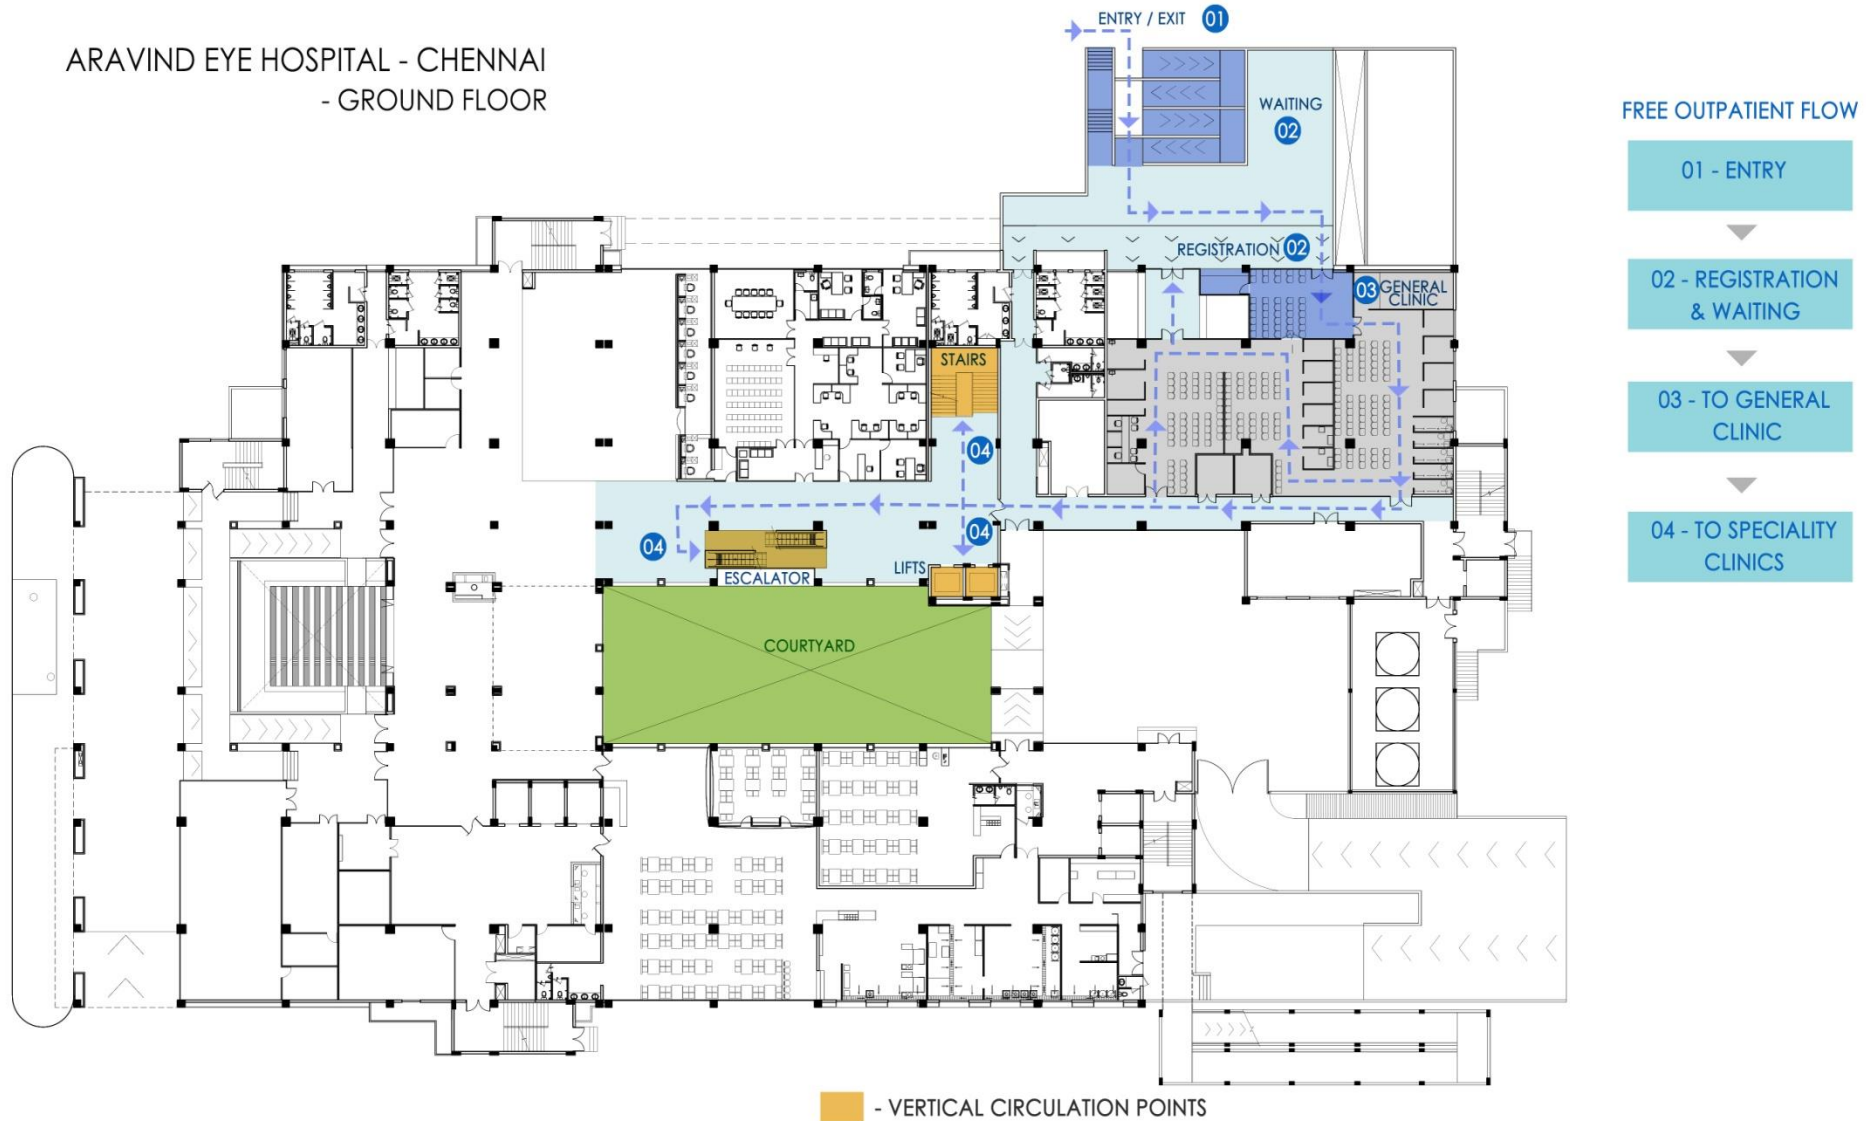 ARAVIND EYE HOSPITAL - CHENNAI
- GROUND FLOOR
ENTRY / EXIT 01
WAITING
02
REGISTRATION 02
03 GENERAL
CLINIC
STAIRS
04
04
04
LIFTS
ESCALATOR
COURTYARD
FREE OUTPATIENT FLOW
01 - ENTRY
02 - REGISTRATION
& WAITING
03 - TO GENERAL
CLINIC
04 - TO SPECIALITY
CLINICS
- VERTICAL CIRCULATION POINTS